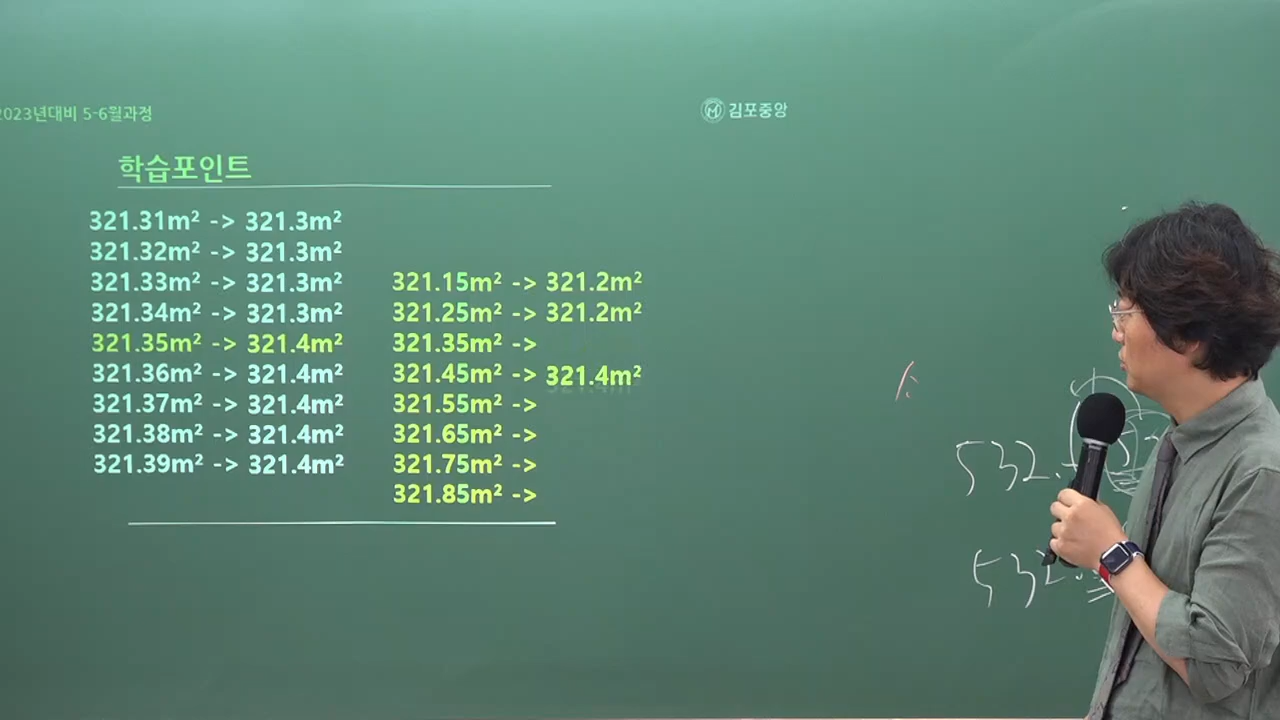 2023년대비 5-6월과정
김포중앙
학습포인트
321.31m² -> 321.3m²
321.32m² -> 321.3m²
321.33m² -> 321.3m²
321.34m² -> 321.3m²
321.35m² -> 321.4m²
321.36m² -> 321.4m²
321.37m² -> 321.4m²
321.38m² -> 321.4m²
321.39m² -> 321.4m²
321.15m² -> 321.2m²
321.25m² -> 321.2m²
321.35m² ->
321.45m² -> 321.4m²
321.55m² ->
321.65m² ->
321.75m² ->
321.85m² ->
532.
532.